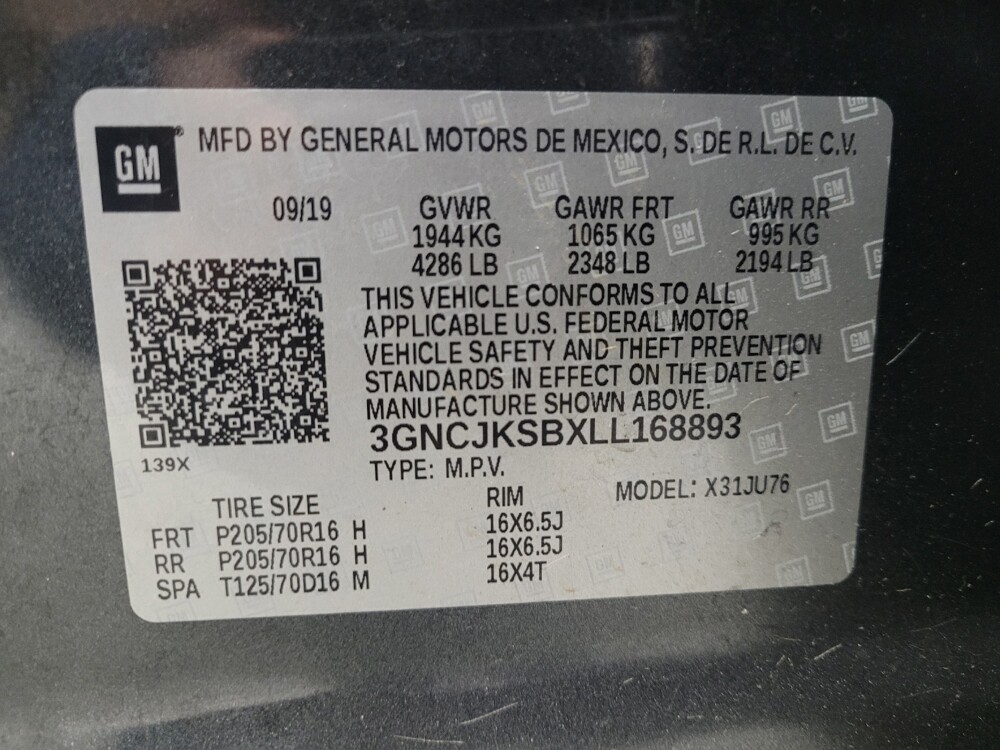 GM® MFD BY GENERAL MOTORS DE MEXICO, S. DE R.L. DE C.V.
09/19 GVWR GAWR FRT GAWR RR
1944 KG 1065 KG 995 KG
4286 LB 2348 LB 2194 LB
THIS VEHICLE CONFORMS TO ALL
APPLICABLE U.S. FEDERAL MOTOR
VEHICLE SAFETY AND THEFT PREVENTION
STANDARDS IN EFFECT ON THE DATE OF
MANUFACTURE SHOWN ABOVE.
3GNCJKSBXLL168893
139X
TYPE: M.P.V. MODEL: X31JU76
TIRE SIZE RIM
FRT P205/70R16 H 16X6.5J
RR P205/70R16 H 16X6.5J
SPA T125/70D16 M 16X4T